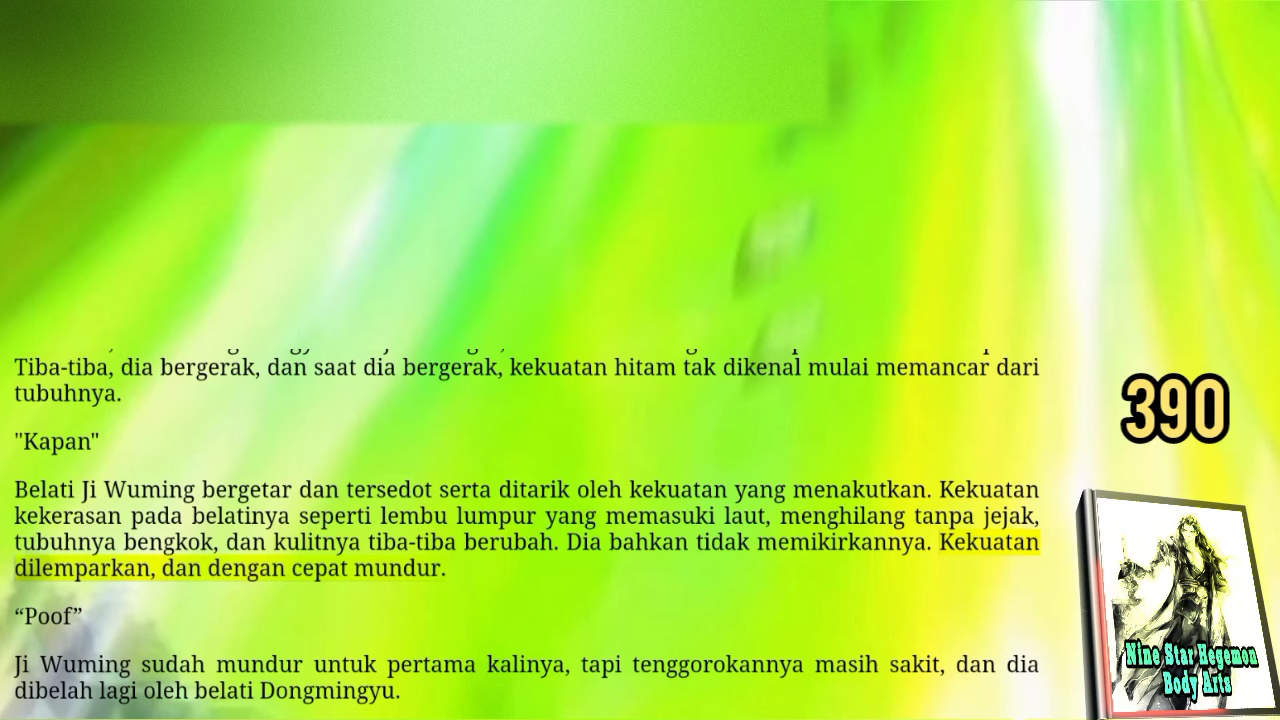 Tiba-tiba, dia bergerak, dan saat dia bergerak, kekuatan hitam tak dikenal mulai memancar dari
tubuhnya.
"Kapan"
Belati Ji Wuming bergetar dan tersedot serta ditarik oleh kekuatan yang menakutkan. Kekuatan
kekerasan pada belatinya seperti lembu lumpur yang memasuki laut, menghilang tanpa jejak,
tubuhnya bengkok, dan kulitnya tiba-tiba berubah. Dia bahkan tidak memikirkannya. Kekuatan
dilemparkan, dan dengan cepat mundur.
“Poof”
Ji Wuming sudah mundur untuk pertama kalinya, tapi tenggorokannya masih sakit, dan dia
dibelah lagi oleh belati Dongmingyu.
390
Nine Star Hegemon
Body Arts